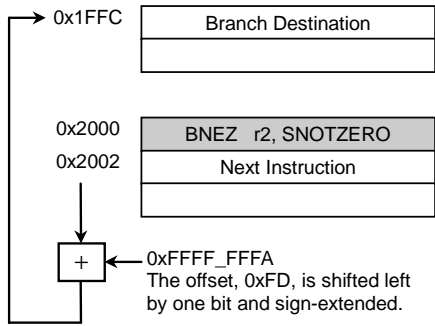 0x1FFC
Branch Destination
0x2000
BNEZ r2, SNOTZERO
0x2002
Next Instruction
+
0xFFFF_FFFA
The offset, 0xFD, is shifted left
by one bit and sign-extended.